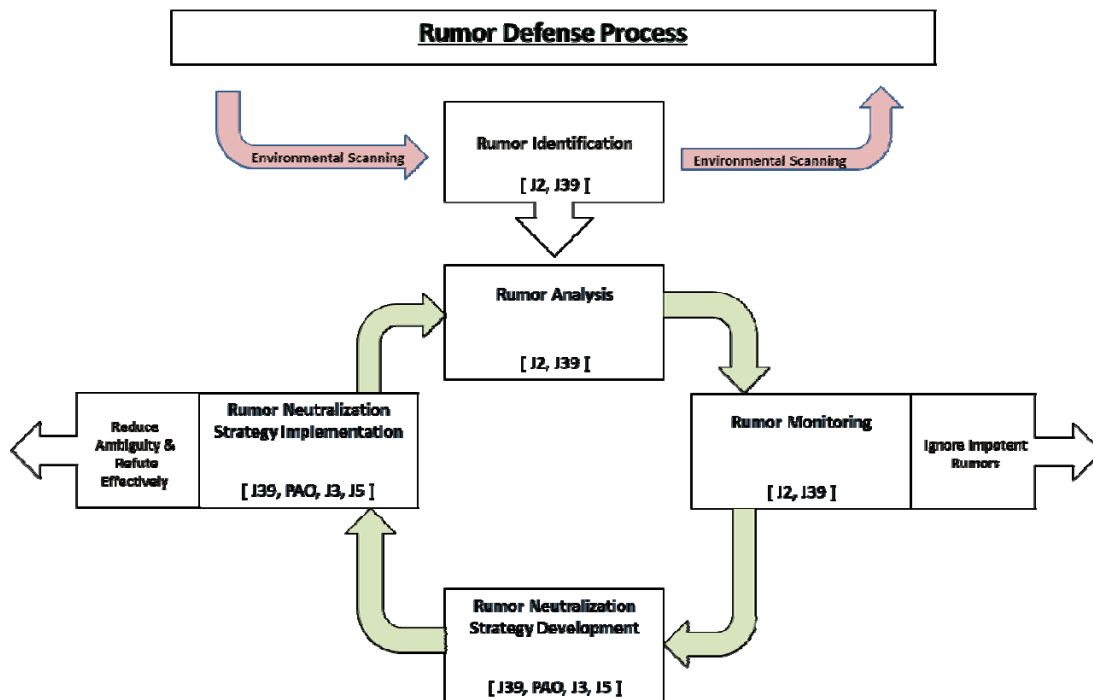 Rumor Defense Process
Environmental Scanning
Rumor Identification
[ J2, J39 ]
Environmental Scanning
Rumor Analysis
[ J2, J39 ]
Reduce
Ambiguity &
Refute
Effectively
Rumor Neutralization
Strategy Implementation
[ J39, PAO, J3, J5 ]
Rumor Monitoring
[ J2, J39 ]
Ignore Impotent
Rumors
Rumor Neutralization
Strategy Development
[ J39, PAO, J3, J5 ]